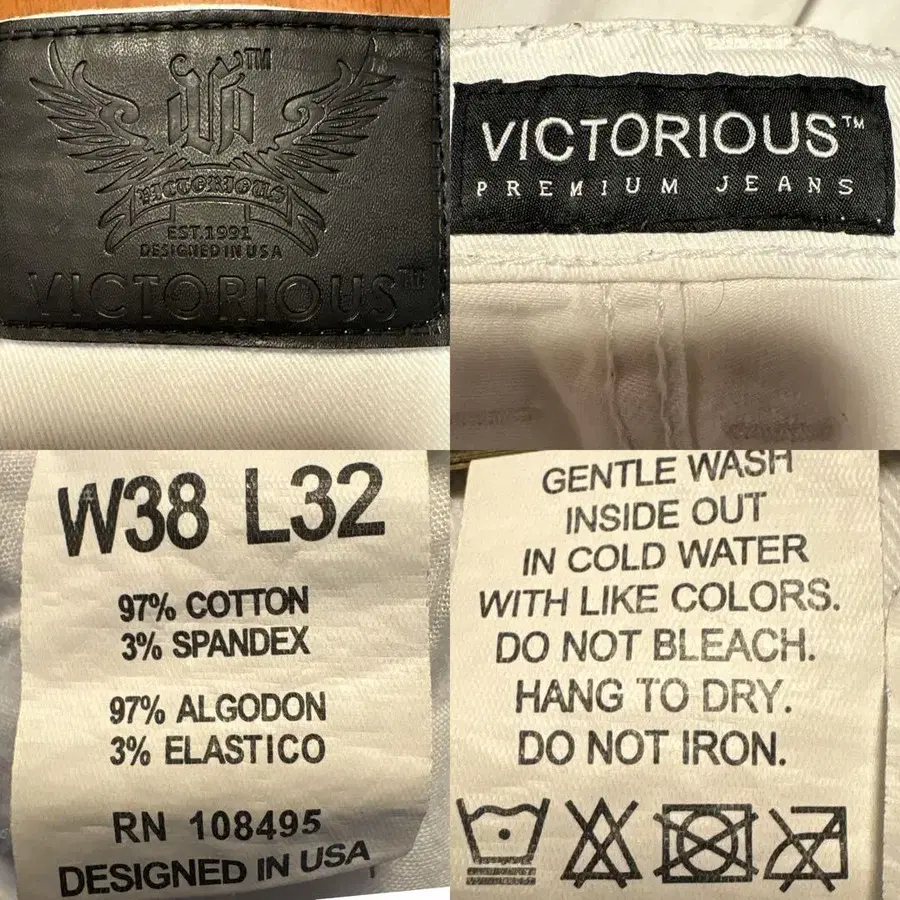 TM
VICTORIOUS
EST.1991
DESIGNED IN USA
VICTORIOUS™
VICTORIOUS™
PREMIUM JEANS
W38 L32
97% COTTON
3% SPANDEX
97% ALGODON
3% ELASTICO
RN 108495
DESIGNED IN USA
GENTLE WASH
INSIDE OUT
IN COLD WATER
WITH LIKE COLORS.
DO NOT BLEACH.
HANG TO DRY.
DO NOT IRON.